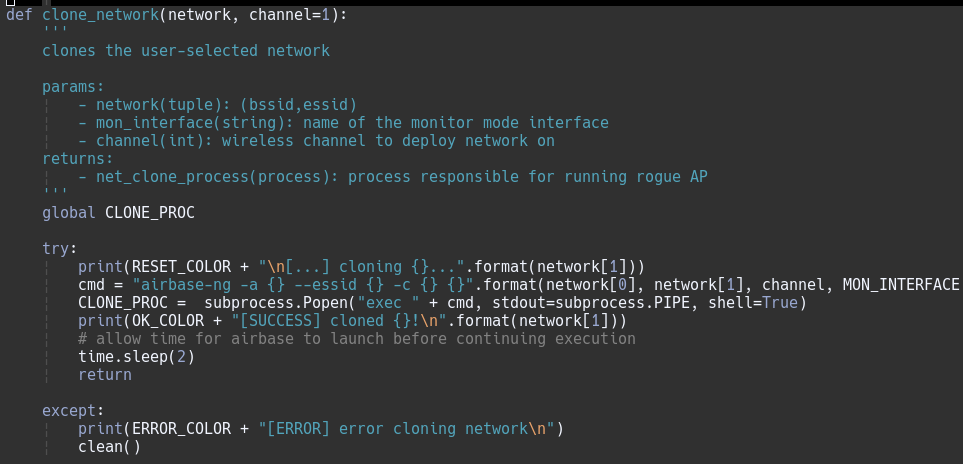 def clone_network(network, channel=1):
    '''
    clones the user-selected network
    params:
        - network(tuple): (bssid,essid)
        - mon_interface(string): name of the monitor mode interface
        - channel(int): wireless channel to deploy network on
    returns:
        - net_clone_process(process): process responsible for running rogue AP
    '''
    global CLONE_PROC
    try:
        print(RESET_COLOR + "\n[...] cloning {}...".format(network[1]))
        cmd = "airbase-ng -a {} --essid {} -c {} {}".format(network[0], network[1], channel, MON_INTERFACE
        CLONE_PROC =  subprocess.Popen("exec " + cmd, stdout=subprocess.PIPE, shell=True)
        print(OK_COLOR + "[SUCCESS] cloned {}!\n".format(network[1]))
        # allow time for airbase to launch before continuing execution
        time.sleep(2)
        return
    except:
        print(ERROR_COLOR + "[ERROR] error cloning network\n")
        clean()